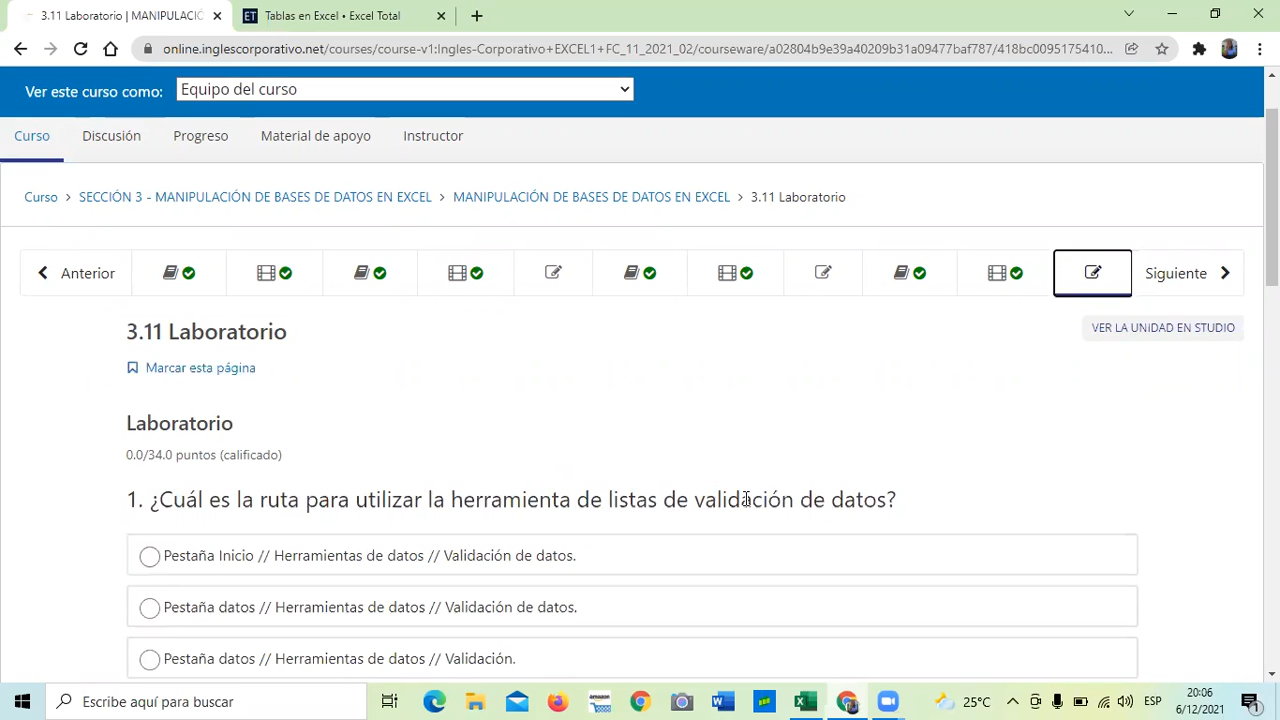 3.11 Laboratorio | MANIPULACIÓ
Tablas en Excel • Excel Total
online.inglescorporativo.net/courses/course-v1:Ingles-Corporativo+EXCEL1+FC_11_2021_02/courseware/a02804b9e39a40209b31a09477baf787/418bc0095175410...
Ver este curso como: Equipo del curso
Curso Discusión Progreso Material de apoyo Instructor
Curso > SECCIÓN 3 - MANIPULACIÓN DE BASES DE DATOS EN EXCEL > MANIPULACIÓN DE BASES DE DATOS EN EXCEL > 3.11 Laboratorio
Anterior Siguiente
3.11 Laboratorio
VER LA UNIDAD EN STUDIO
Marcar esta página
Laboratorio
0.0/34.0 puntos (calificado)
1. ¿Cuál es la ruta para utilizar la herramienta de listas de validación de datos?
Pestaña Inicio // Herramientas de datos // Validación de datos.
Pestaña datos // Herramientas de datos // Validación de datos.
Pestaña datos // Herramientas de datos // Validación.
Escribe aquí para buscar
25°C
ESP
20:06
6/12/2021